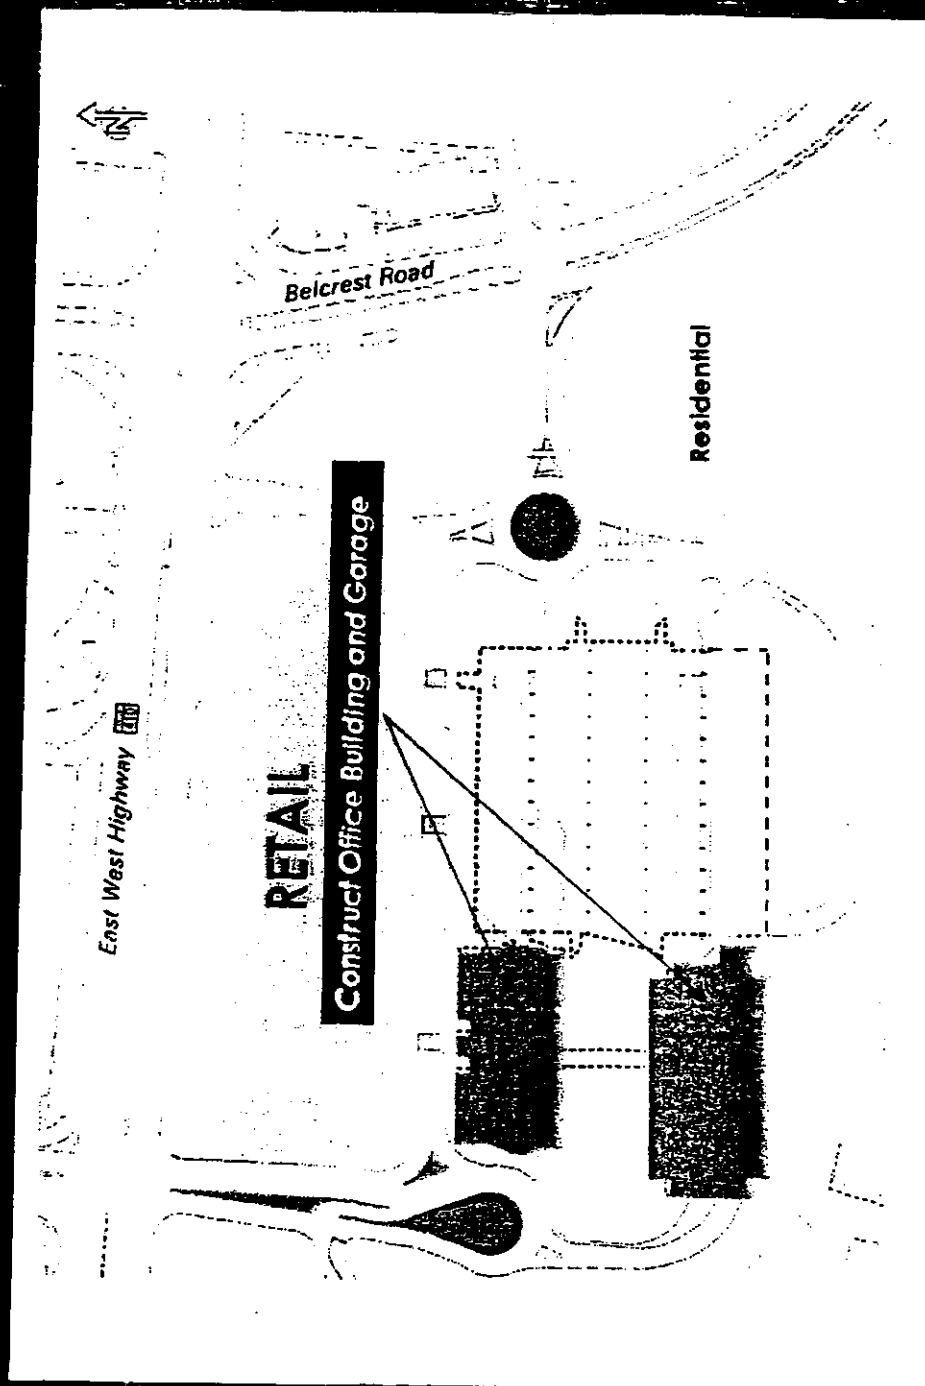 N
Belcrest Road
Residential
Construct Office Building and Garage
RETAIL
East West Highway